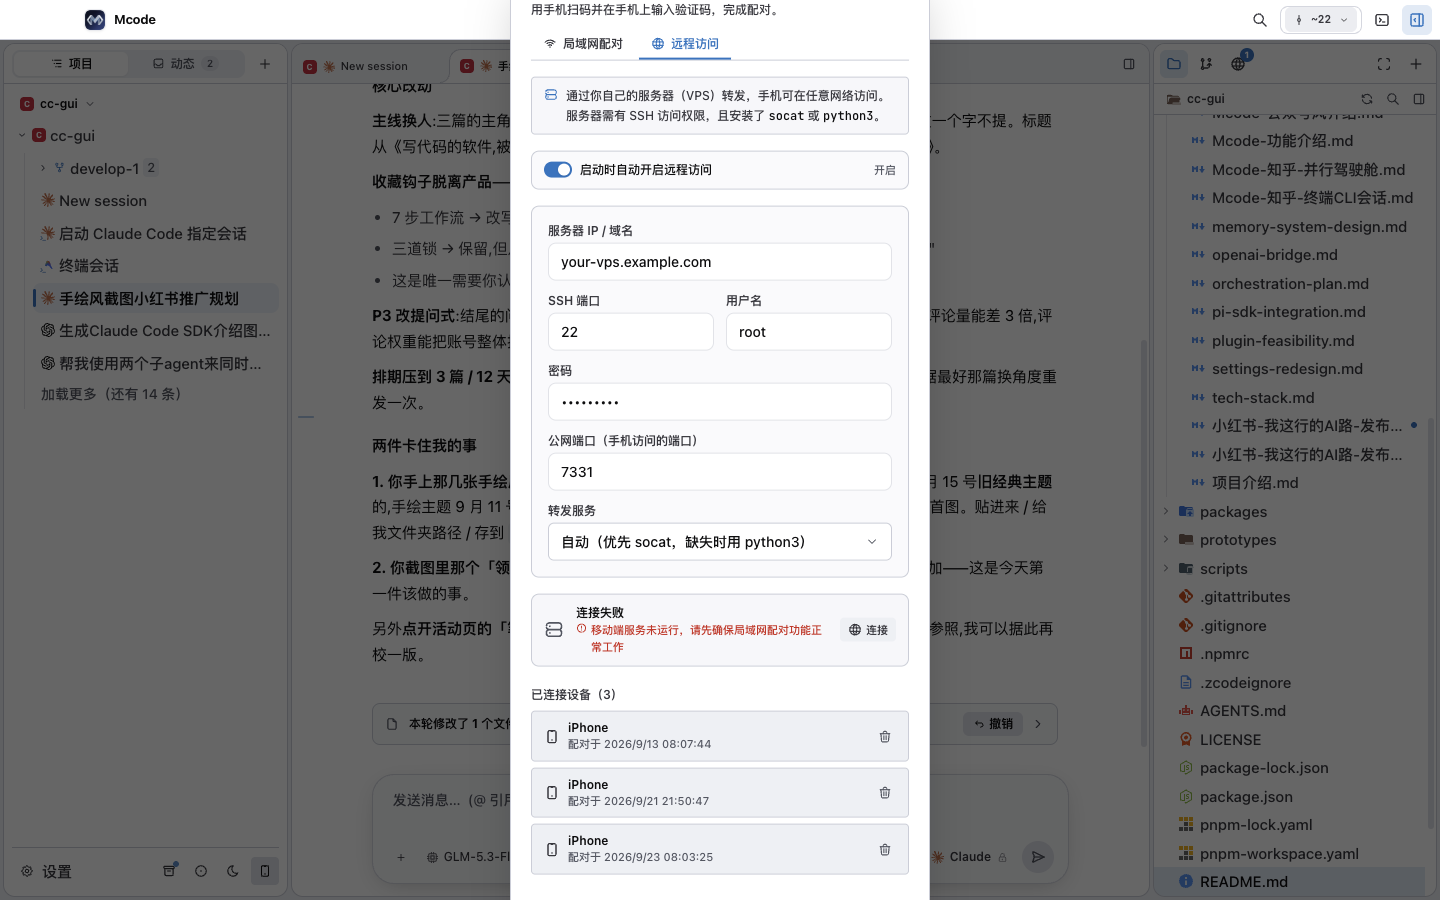 Mcode
~22
项目
动态 2
cc-gui
cc-gui
develop-1 2
New session
启动 Claude Code 指定会话
终端会话
手绘风截图小红书推广规划
生成Claude Code SDK介绍图...
帮我使用两个子agent来同时...
加载更多（还有 14 条）
设置
New session
核心改动
主线换人:三篇的主角
一个字不提。标题
从《写代码的软件,被
收藏钩子脱离产品
7 步工作流 → 改写
三道锁 → 保留,但
这是唯一需要你认
P3 改提问式:结尾的问
评论量能差 3 倍,评
论权重能把账号整体
排期压到 3 篇 / 12 天
最好那篇换角度重
发一次。
两件卡住我的事
1. 你手上那几张手绘
月 15 号旧经典主题
的,手绘主题 9 月 11 号
首图。贴进来 / 给
我文件夹路径 / 存到
2. 你截图里那个「领
加——这是今天第
一件该做的事。
另外点开活动页的「
参照,我可以据此再
校一版。
本轮修改了 1 个文件
撤销
发送消息... (@ 引用
GLM-5.3-Fl
Claude
用手机扫码并在手机上输入验证码，完成配对。
局域网配对
远程访问
通过你自己的服务器（VPS）转发，手机可在任意网络访问。
服务器需有 SSH 访问权限，且安装了 socat 或 python3。
启动时自动开启远程访问
开启
服务器 IP / 域名
your-vps.example.com
SSH 端口
用户名
22
root
密码
•••••••••
公网端口（手机访问的端口）
7331
转发服务
自动（优先 socat，缺失时用 python3）
连接失败
移动端服务未运行，请先确保局域网配对功能正
常工作
连接
已连接设备（3）
iPhone
配对于 2026/9/13 08:07:44
iPhone
配对于 2026/9/21 21:50:47
iPhone
配对于 2026/9/23 08:03:25
1
cc-gui
Mcode-公众号风介绍.md
Mcode-功能介绍.md
Mcode-知乎-并行驾驶舱.md
Mcode-知乎-终端CLI会话.md
memory-system-design.md
openai-bridge.md
orchestration-plan.md
pi-sdk-integration.md
plugin-feasibility.md
settings-redesign.md
tech-stack.md
小红书-我这行的AI路-发布...
小红书-我这行的AI路-发布...
项目介绍.md
packages
prototypes
scripts
.gitattributes
.gitignore
.npmrc
.zcodeignore
AGENTS.md
LICENSE
package-lock.json
package.json
pnpm-lock.yaml
pnpm-workspace.yaml
README.md